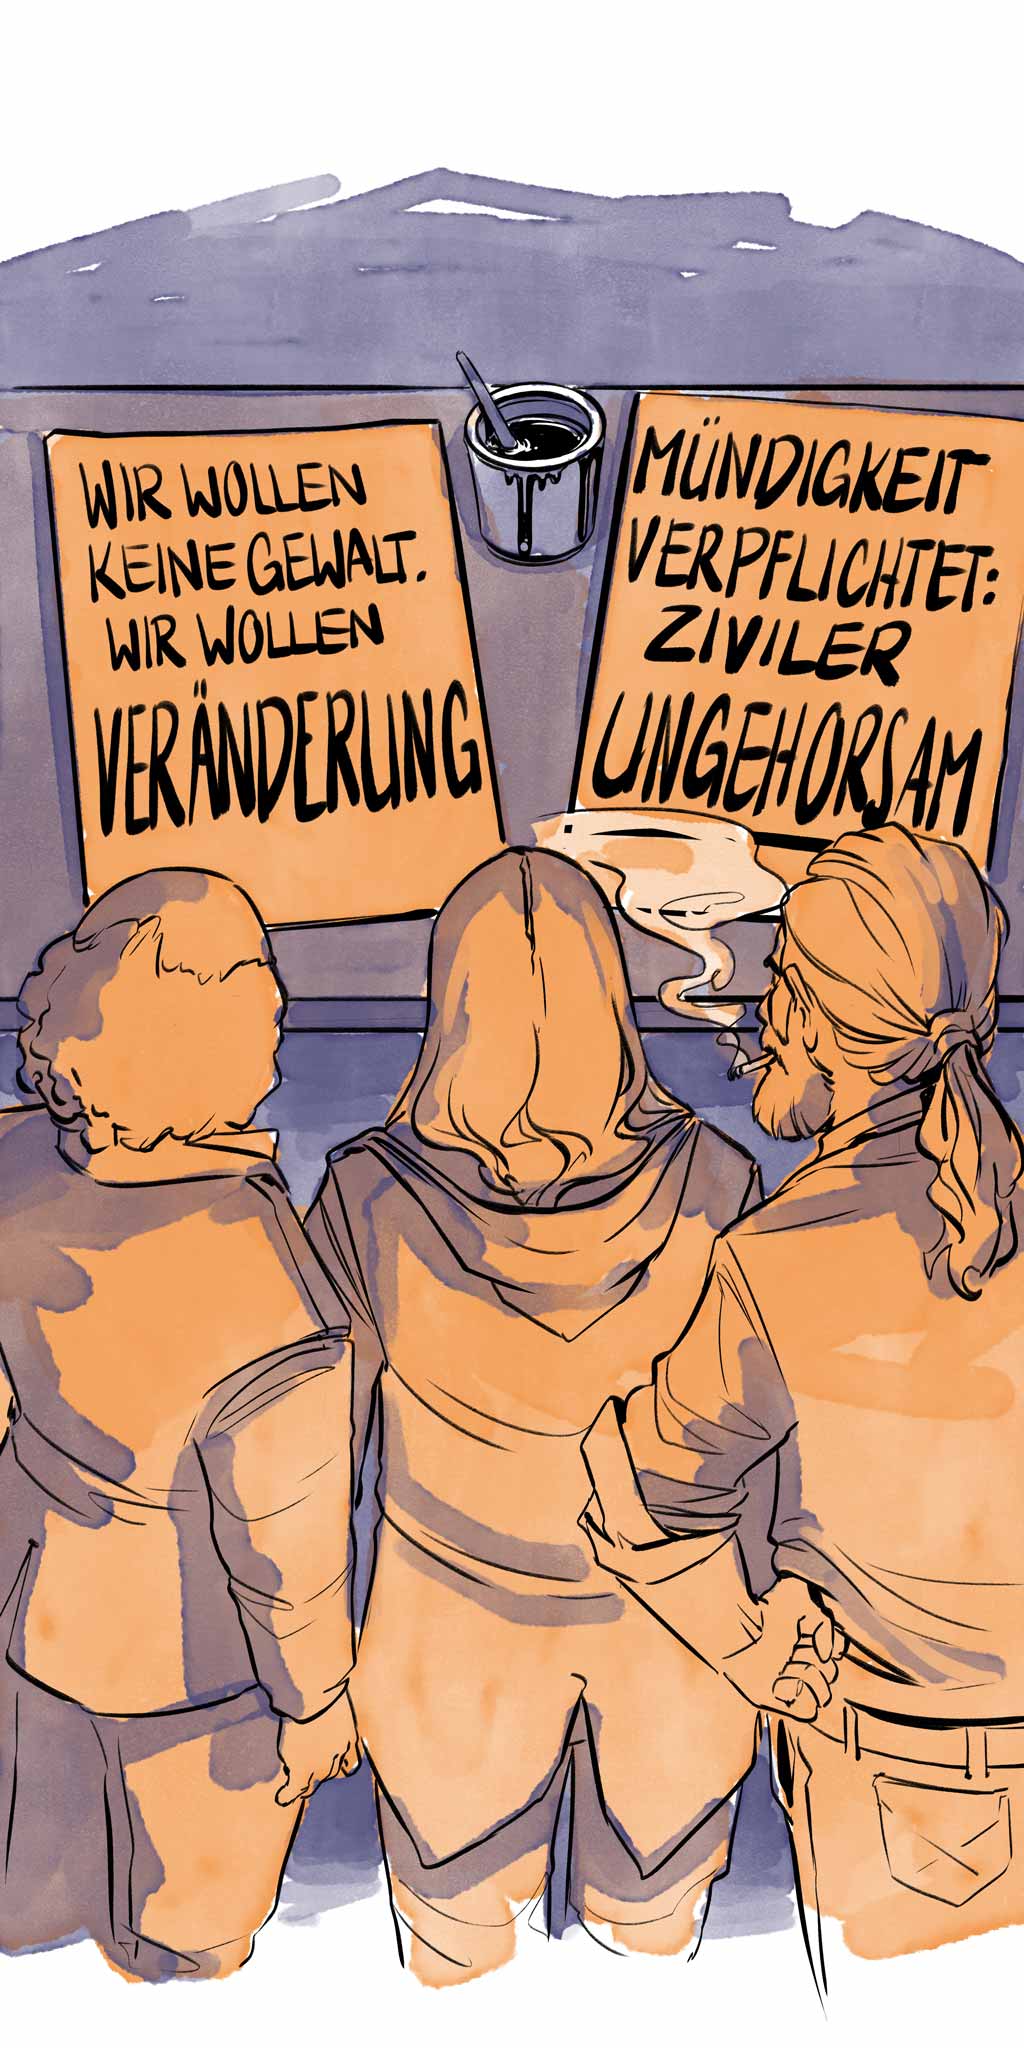 WIR WOLLEN
KEINE GEWALT.
WIR WOLLEN
VERÄNDERUNG
MÜNDIGKEIT
VERPFLICHTET:
ZIVILER
UNGEHORSAM